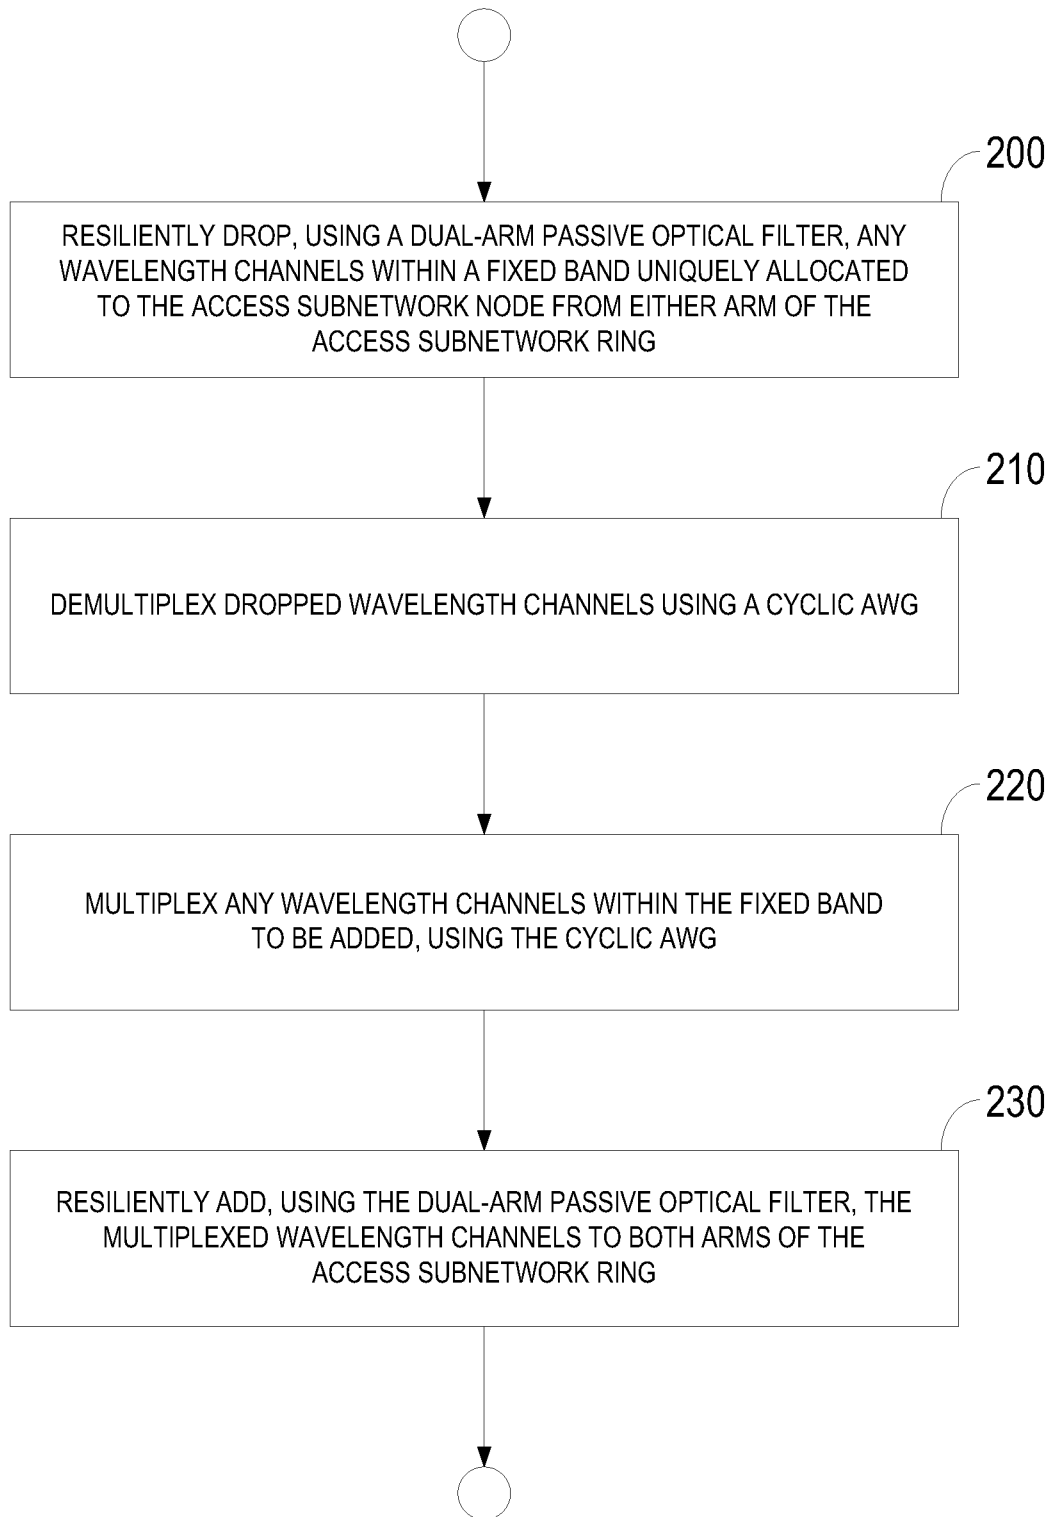 200
RESILIENTLY DROP, USING A DUAL-ARM PASSIVE OPTICAL FILTER, ANY
WAVELENGTH CHANNELS WITHIN A FIXED BAND UNIQUELY ALLOCATED
TO THE ACCESS SUBNETWORK NODE FROM EITHER ARM OF THE
ACCESS SUBNETWORK RING
210
DEMULTIPLEX DROPPED WAVELENGTH CHANNELS USING A CYCLIC AWG
220
MULTIPLEX ANY WAVELENGTH CHANNELS WITHIN THE FIXED BAND
TO BE ADDED, USING THE CYCLIC AWG
230
RESILIENTLY ADD, USING THE DUAL-ARM PASSIVE OPTICAL FILTER, THE
MULTIPLEXED WAVELENGTH CHANNELS TO BOTH ARMS OF THE
ACCESS SUBNETWORK RING